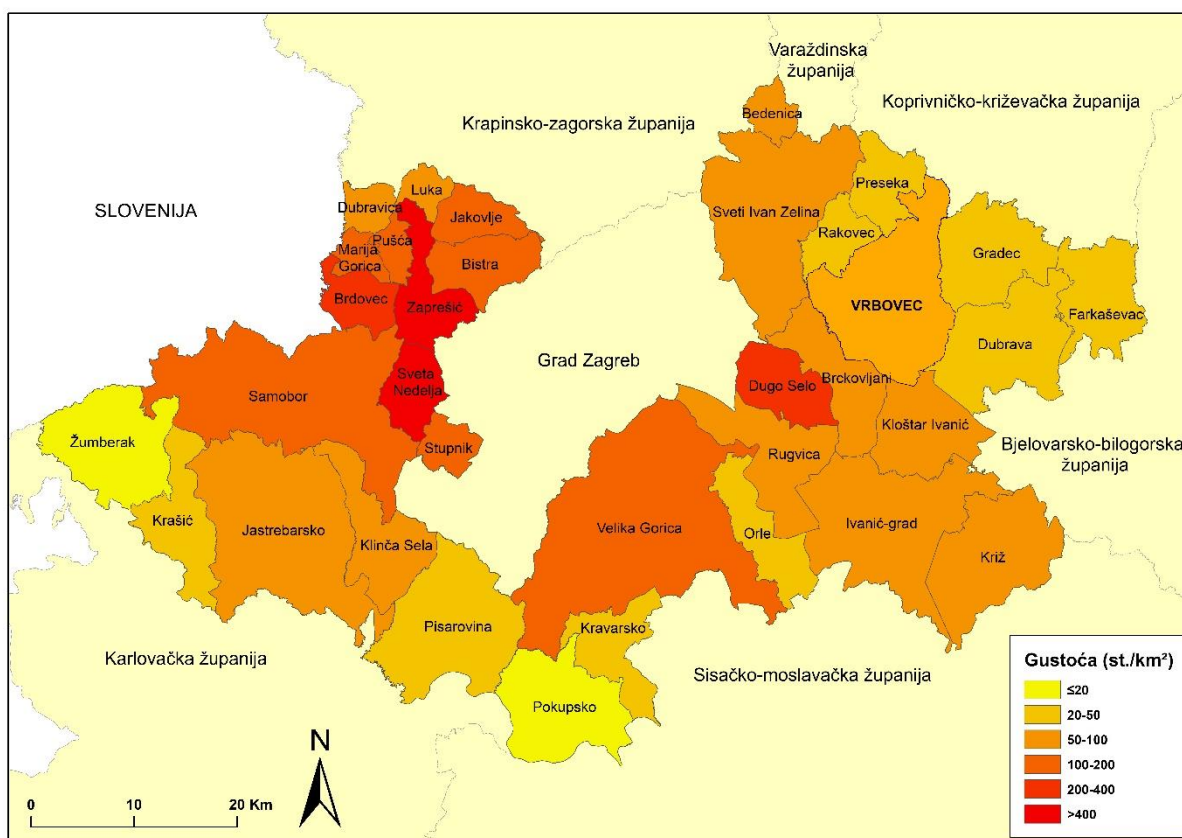 Varaždinska
županija
Koprivničko-križevačka županija
Krapinsko-zagorska županija
Bedenica
SLOVENIJA
Luka
Dubravica
Jakovlje
Pušća
Marija
Gorica
Bistra
Brdovec
Zaprešić
Preseka
Sveti Ivan Zelina
Rakovec
Gradec
VRBOVEC
Farkaševac
Dubrava
Grad Zagreb
Sveta
Nedelja
Samobor
Dugo Selo
Brckovljani
Kloštar Ivanić
Žumberak
Stupnik
Rugvica
Bjelovarsko-bilogorska
županija
Krašić
Jastrebarsko
Klinča Sela
Velika Gorica
Orle
Ivanić-grad
Križ
Pisarovina
Kravarsko
Karlovačka županija
Sisačko-moslavačka županija
Pokupsko
N
0 10 20 Km
Gustoća (st./km²)
≤20
20-50
50-100
100-200
200-400
>400